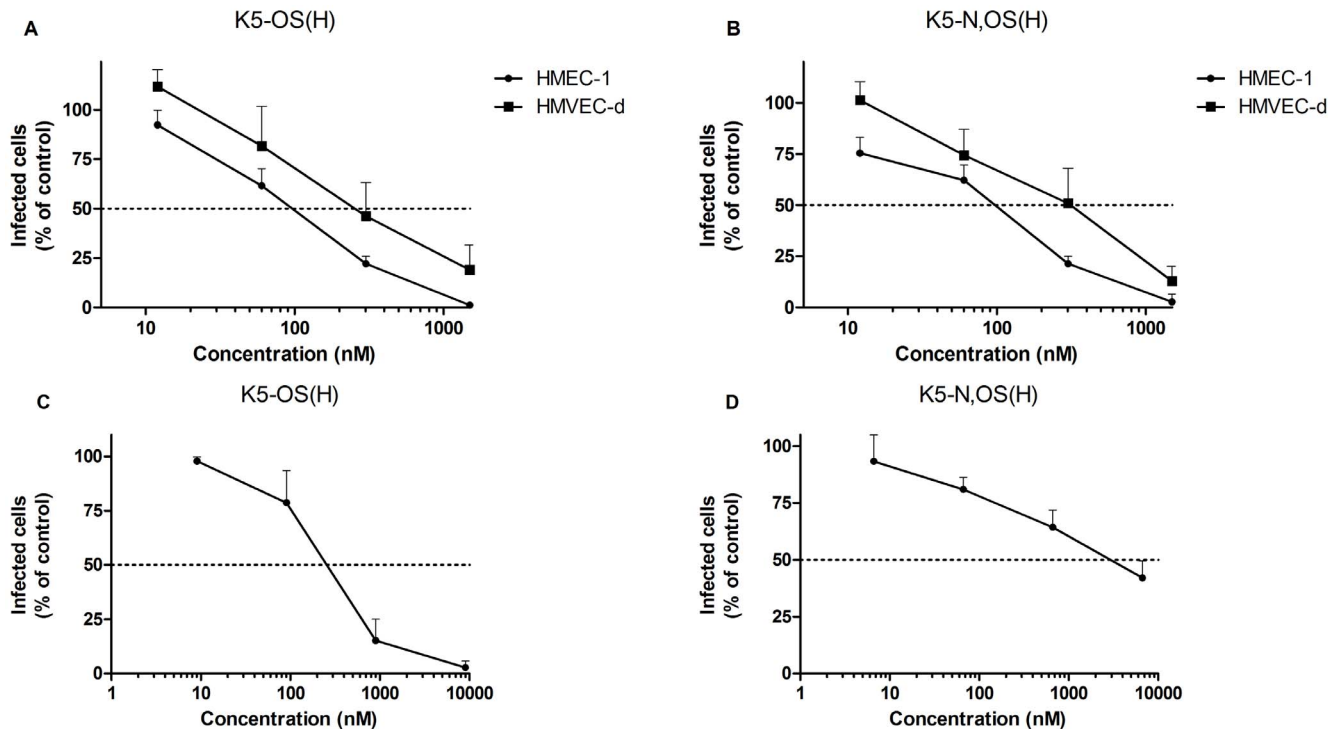 A
K5-OS(H)
Infected cells
(% of control)
100
75
50
25
0
10
100
1000
Concentration (nM)
HMEC-1
HMVEC-d
B
K5-N,OS(H)
Infected cells
(% of control)
100
75
50
25
0
10
100
1000
Concentration (nM)
HMEC-1
HMVEC-d
C
K5-OS(H)
Infected cells
(% of control)
100
75
50
25
0
1
10
100
1000
10000
Concentration (nM)
D
K5-N,OS(H)
Infected cells
(% of control)
100
75
50
25
0
1
10
100
1000
10000
Concentration (nM)